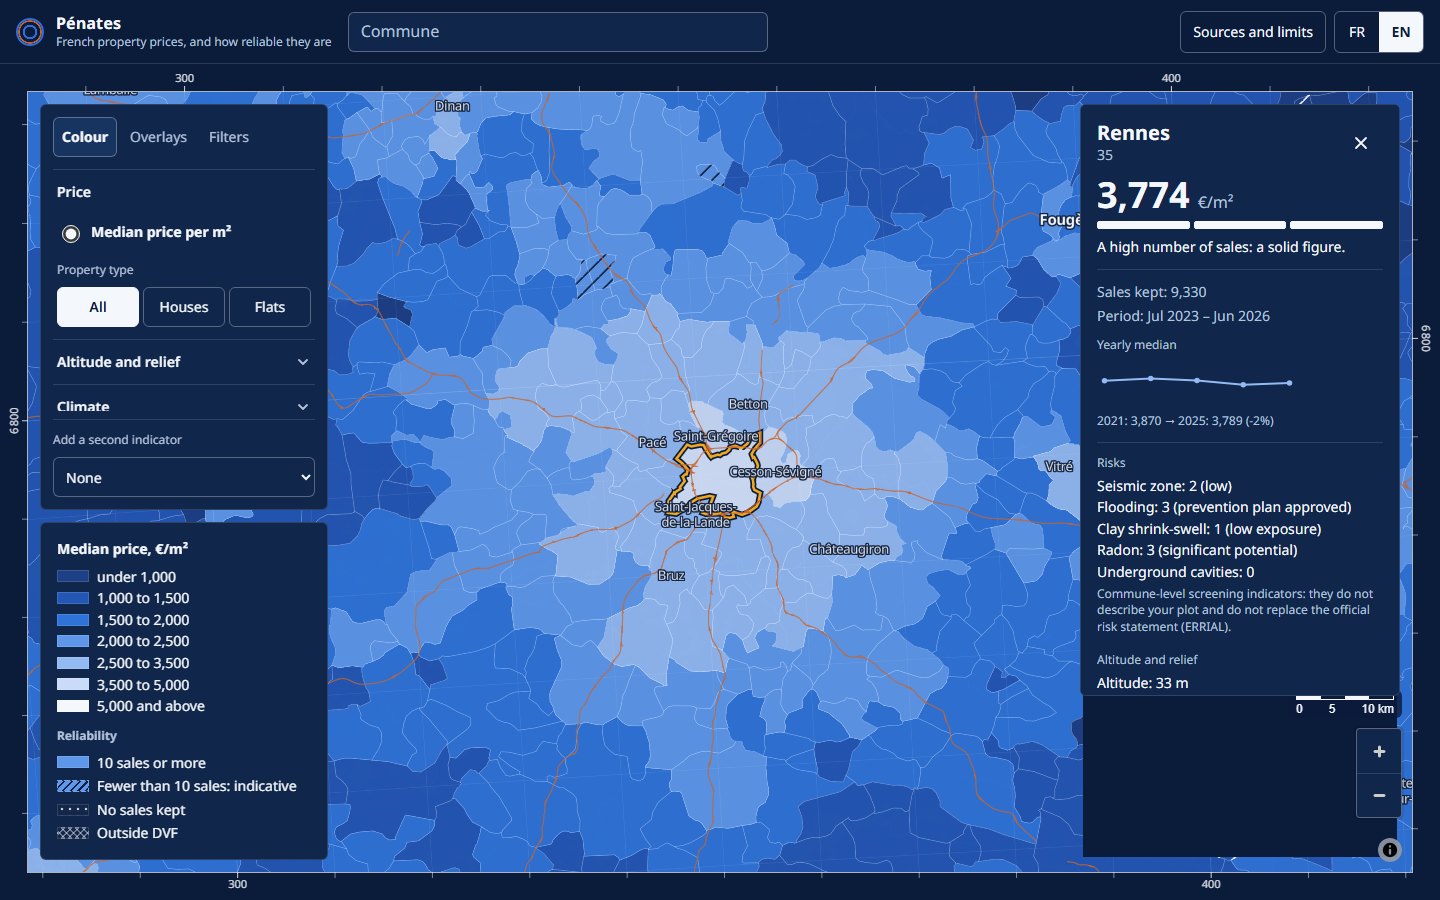 Pénates
French property prices, and how reliable they are
Commune
Sources and limits
FR
EN
300
400
Colour
Overlays
Filters
Price
Median price per m²
Property type
All
Houses
Flats
Altitude and relief
Climate
Add a second indicator
None
Median price, €/m²
under 1,000
1,000 to 1,500
1,500 to 2,000
2,000 to 2,500
2,500 to 3,500
3,500 to 5,000
5,000 and above
Reliability
10 sales or more
Fewer than 10 sales: indicative
No sales kept
Outside DVF
6 800
Dinan
Betton
Pacé
Saint-Grégoire
Cesson-Sévigné
Saint-Jacques-
de-la-Lande
Châteaugiron
Bruz
Vitré
Rennes
35
3,774 €/m²
A high number of sales: a solid figure.
Sales kept: 9,330
Period: Jul 2023 – Jun 2026
Yearly median
2021: 3,870 → 2025: 3,789 (-2%)
Risks
Seismic zone: 2 (low)
Flooding: 3 (prevention plan approved)
Clay shrink-swell: 1 (low exposure)
Radon: 3 (significant potential)
Underground cavities: 0
Commune-level screening indicators: they do not
describe your plot and do not replace the official
risk statement (ERRIAL).
Altitude and relief
Altitude: 33 m
6 800
0 5 10 km
+
−
300
400